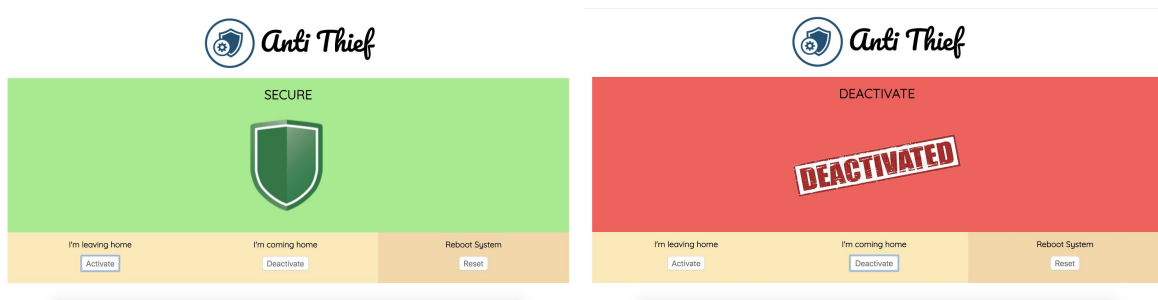 Anti Thief
SECURE
I'm leaving home
Activate
I'm coming home
Deactivate
Reboot System
Reset
Anti Thief
DEACTIVATE
DEACTIVATED
I'm leaving home
Activate
I'm coming home
Deactivate
Reboot System
Reset